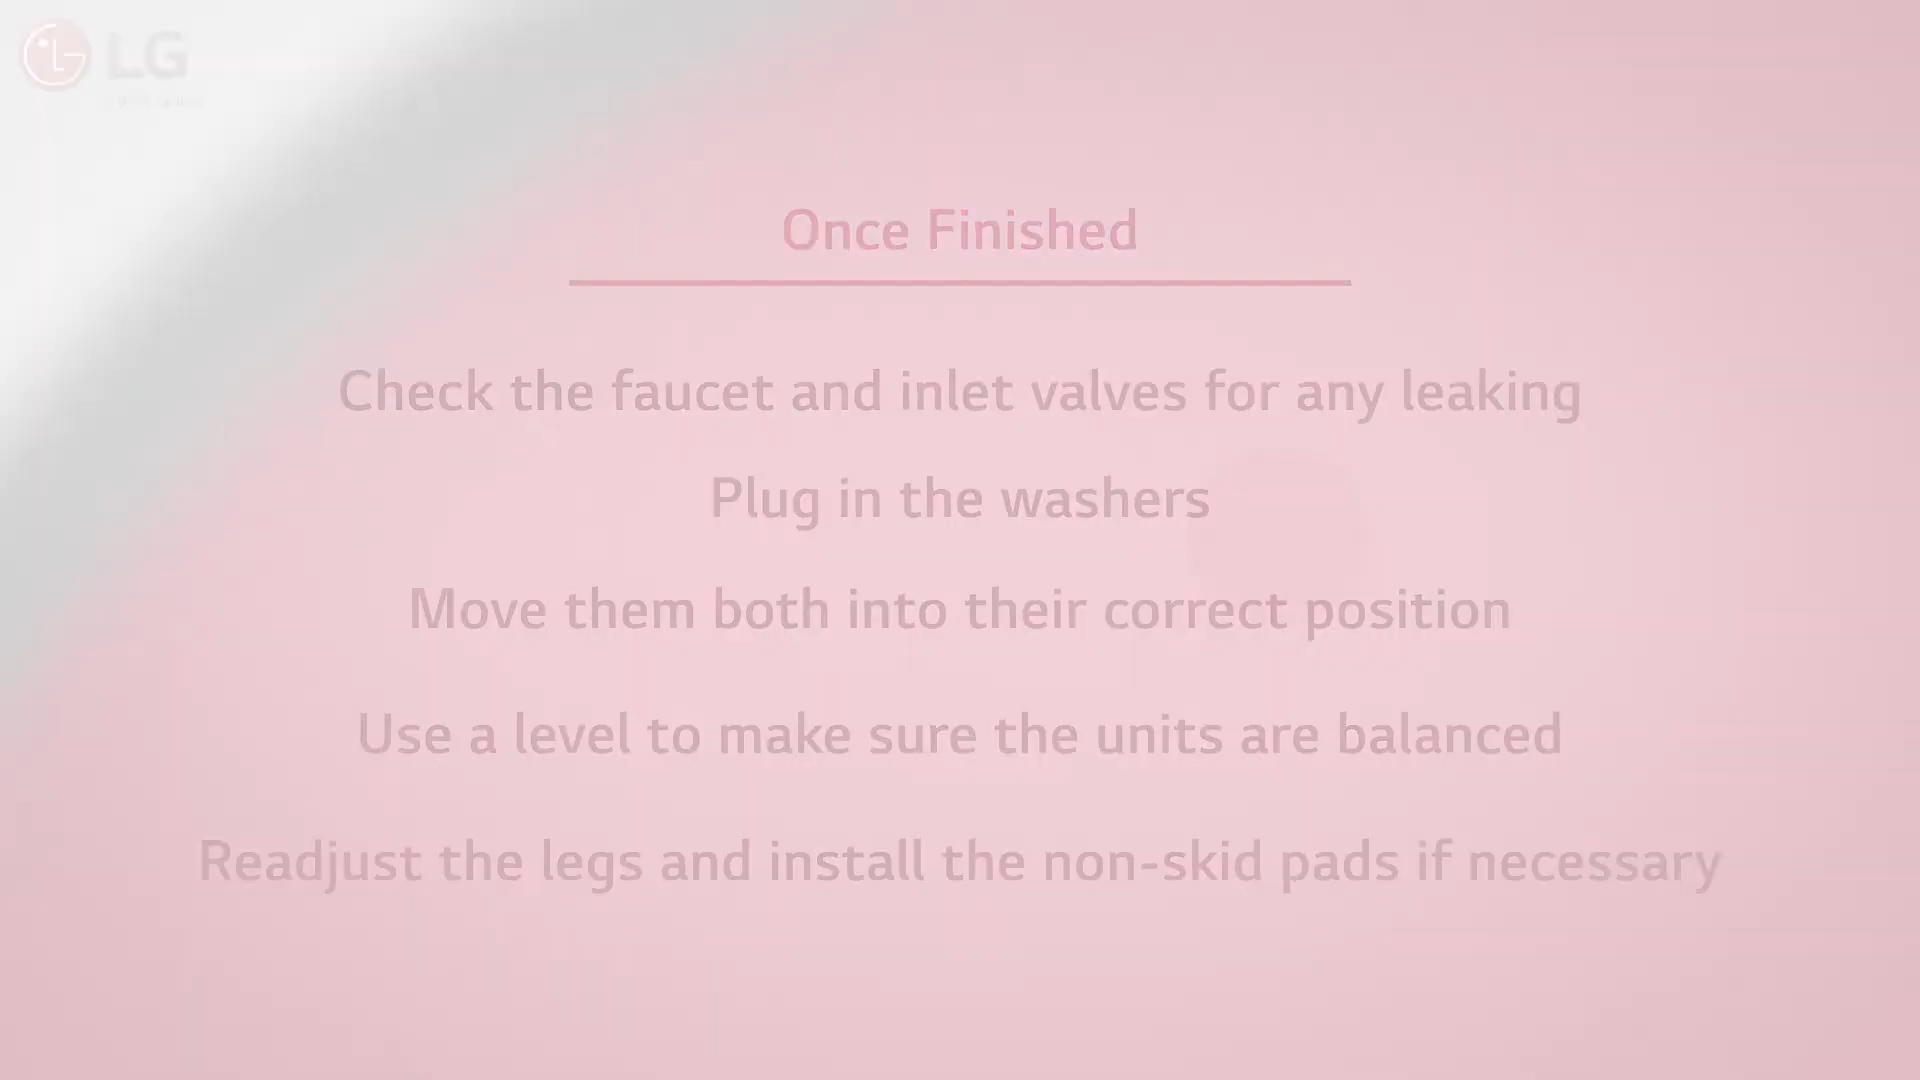 LG
Once Finished
Check the faucet and inlet valves for any leaking
Plug in the washers
Move them both into their correct position
Use a level to make sure the units are balanced
Readjust the legs and install the non-skid pads if necessary